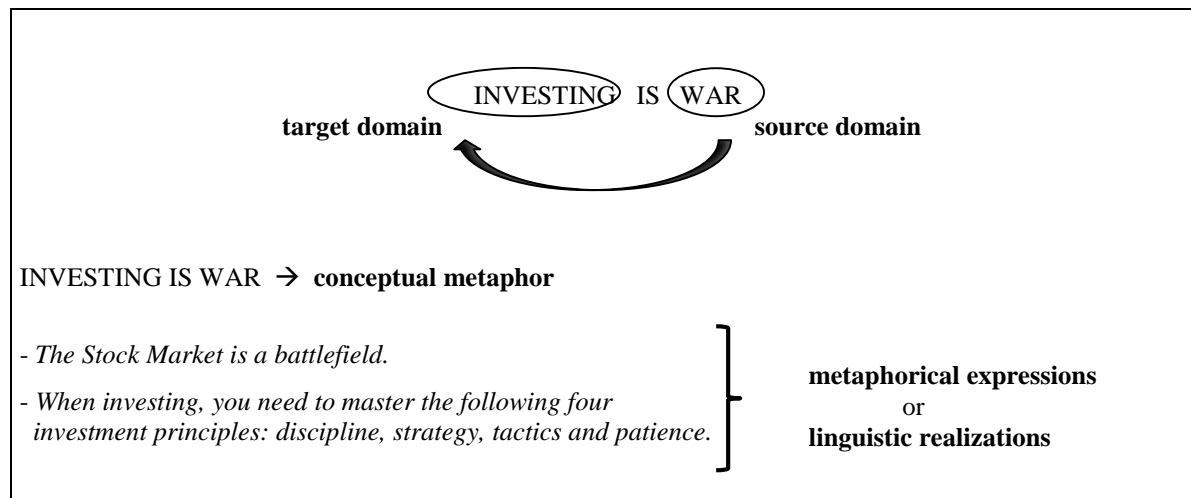 INVESTING IS WAR
target domain source domain
INVESTING IS WAR → conceptual metaphor
- The Stock Market is a battlefield.
- When investing, you need to master the following four
investment principles: discipline, strategy, tactics and patience.
metaphorical expressions
or
linguistic realizations